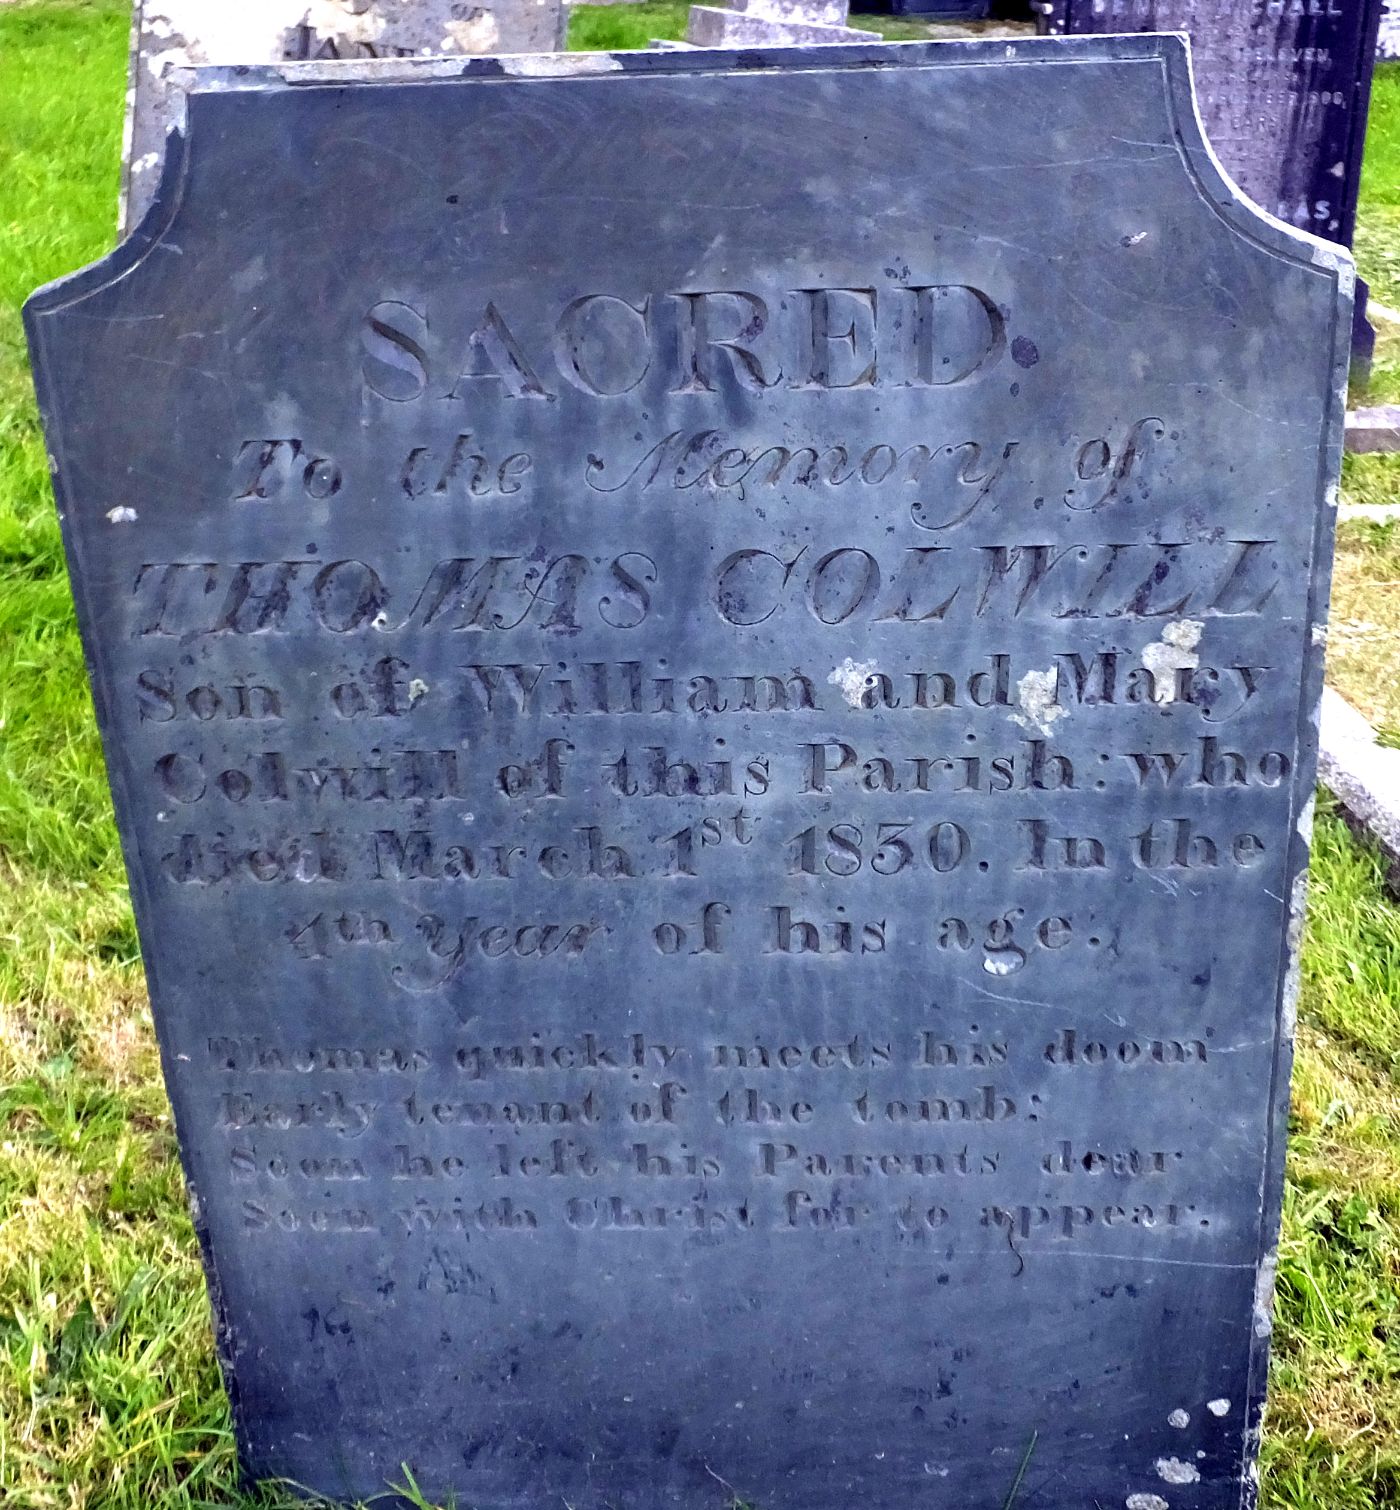 SACRED.
To the Memory of
THOMAS COLWILL
Son of William and Mary
Colwill of this Parish: who
died March 1st 1830. In the
4th Year of his age.
Thomas quickly meets his doom
Early tenant of the tomb;
Soon he left his Parents dear
Soon with Christ for to appear.